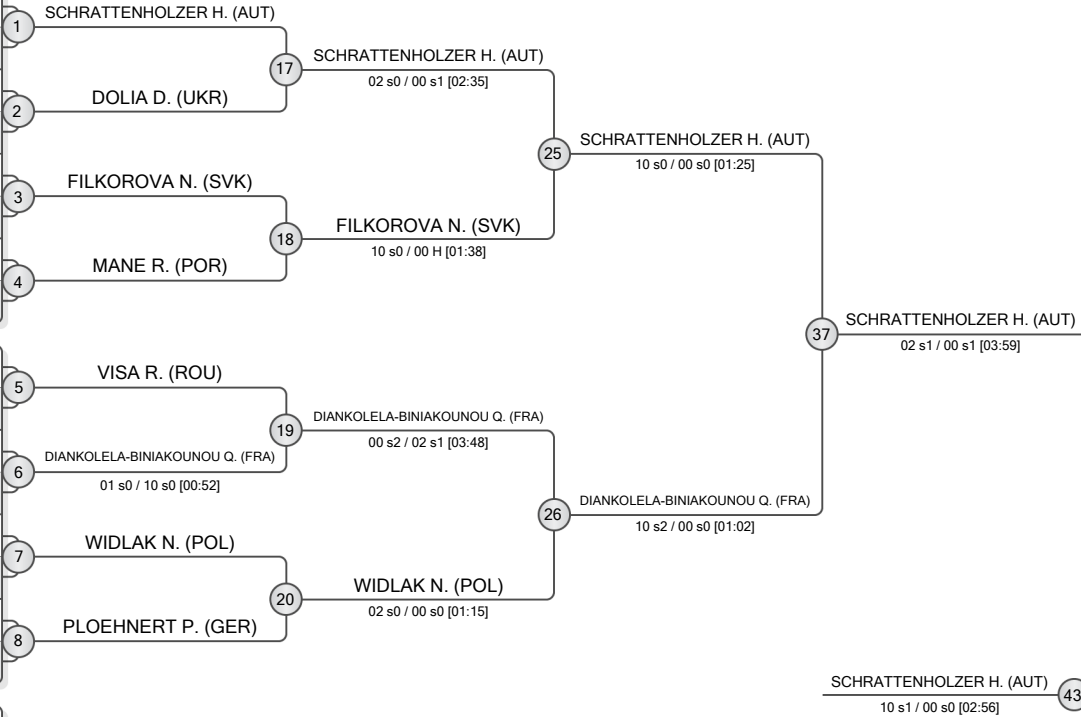 SCHRATTENHOLZER H. (AUT)
1
17
SCHRATTENHOLZER H. (AUT)
02 s0 / 00 s1 [02:35]
DOLIA D. (UKR)
2
25
SCHRATTENHOLZER H. (AUT)
10 s0 / 00 s0 [01:25]
FILKOROVA N. (SVK)
3
18
FILKOROVA N. (SVK)
10 s0 / 00 H [01:38]
MANE R. (POR)
4
37
SCHRATTENHOLZER H. (AUT)
02 s1 / 00 s1 [03:59]
VISA R. (ROU)
5
19
DIANKOLELA-BINIAKOUNOU Q. (FRA)
00 s2 / 02 s1 [03:48]
DIANKOLELA-BINIAKOUNOU Q. (FRA)
6
01 s0 / 10 s0 [00:52]
26
DIANKOLELA-BINIAKOUNOU Q. (FRA)
10 s2 / 00 s0 [01:02]
WIDLAK N. (POL)
7
20
WIDLAK N. (POL)
02 s0 / 00 s0 [01:15]
PLOEHNERT P. (GER)
8
SCHRATTENHOLZER H. (AUT)
43
10 s1 / 00 s0 [02:56]